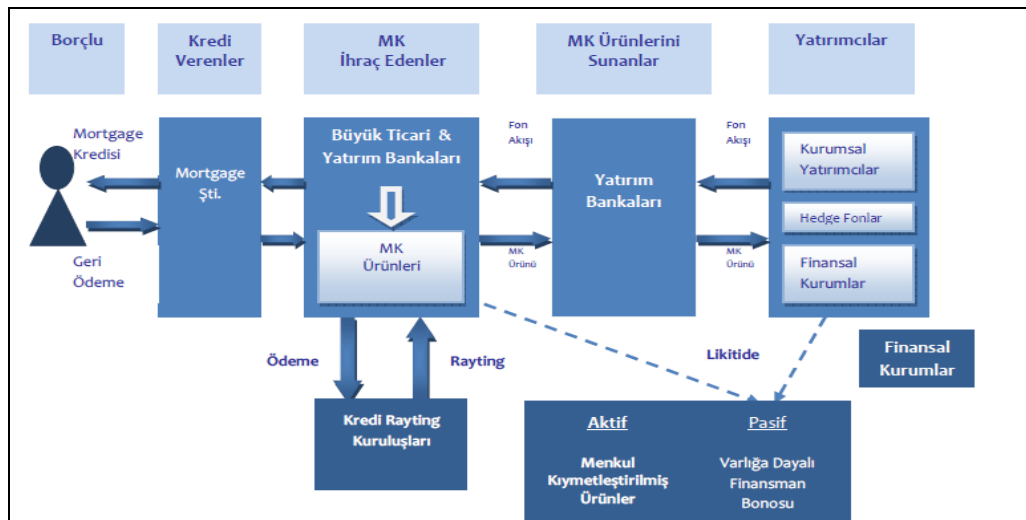 Borçlu
Kredi
Verenler
MK
İhraç Edenler
MK Ürünlerini
Sunanlar
Yatırımcılar
Mortgage
Kredisi
Geri
Ödeme
Mortgage
Şti.
Büyük Ticari &
Yatırım Bankaları
MK
Ürünleri
Fon
Akışı
MK
Ürünü
Yatırım
Bankaları
Fon
Akışı
MK
Ürünü
Kurumsal
Yatırımcılar
Hedge Fonlar
Finansal
Kurumlar
Ödeme
Rayting
Likitide
Finansal
Kurumlar
Kredi Rayting
Kuruluşları
Aktif
Menkul
Kıymetleştirilmiş
Ürünler
Pasif
Varlığa Dayalı
Finansman
Bonosu